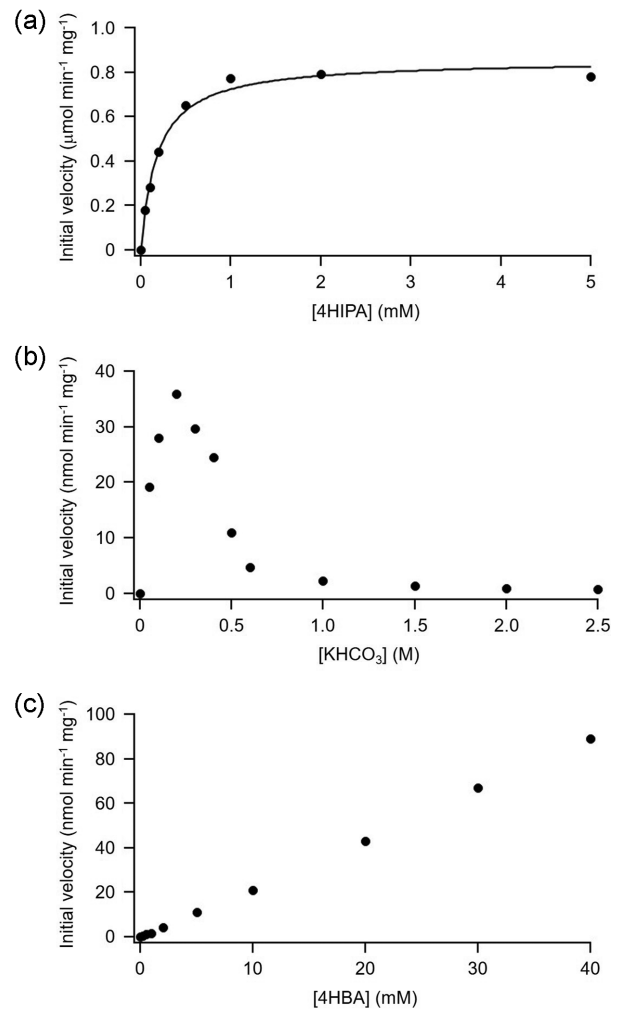 (a)
Initial velocity (μmol min⁻¹ mg⁻¹)
1.0
0.8
0.6
0.4
0.2
0
0 1 2 3 4 5
[4HIPA] (mM)
(b)
Initial velocity (nmol min⁻¹ mg⁻¹)
40
30
20
10
0
0 0.5 1.0 1.5 2.0 2.5
[KHCO₃] (M)
(c)
Initial velocity (nmol min⁻¹ mg⁻¹)
100
80
60
40
20
0
0 10 20 30 40
[4HBA] (mM)